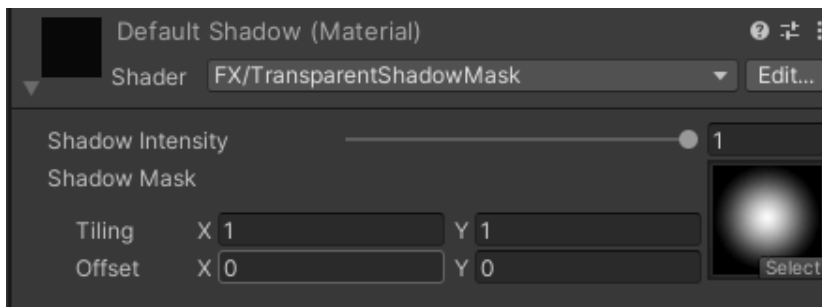 Default Shadow (Material)
Shader FX/TransparentShadowMask Edit...
Shadow Intensity 1
Shadow Mask
Tiling X 1 Y 1
Offset X 0 Y 0 Select